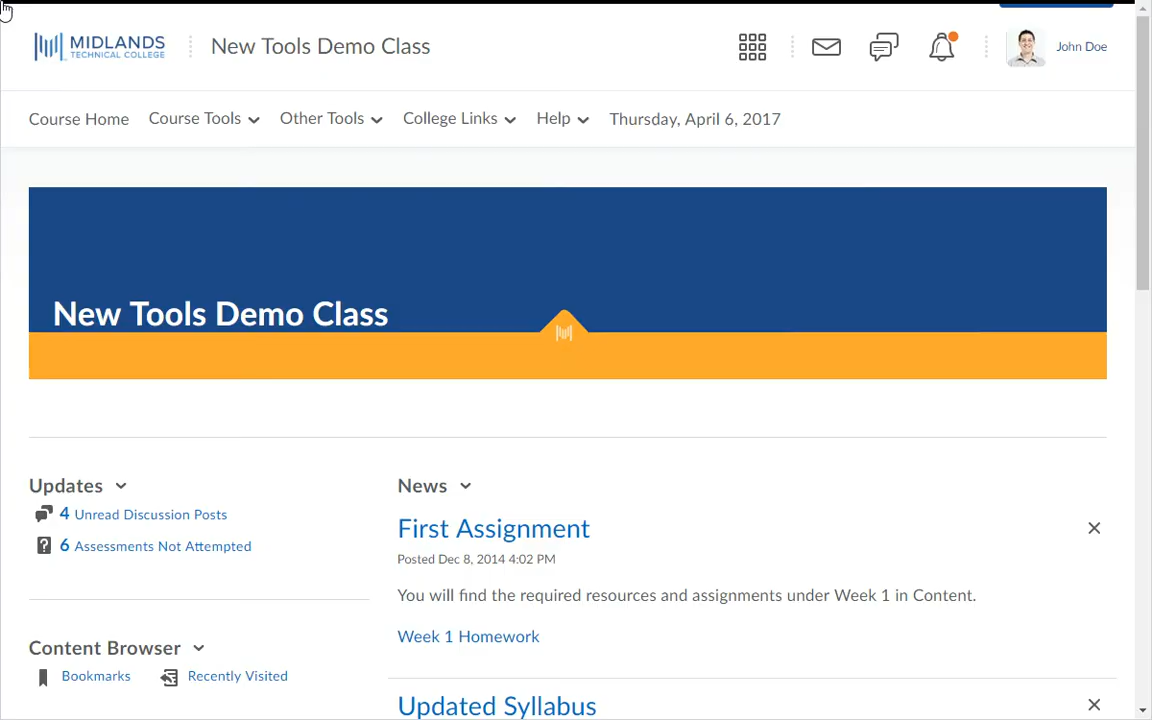 MIDLANDS
TECHNICAL COLLEGE
New Tools Demo Class
John Doe
Course Home Course Tools Other Tools College Links Help Thursday, April 6, 2017
New Tools Demo Class
Updates
4 Unread Discussion Posts
6 Assessments Not Attempted
Content Browser
Bookmarks Recently Visited
News
First Assignment
Posted Dec 8, 2014 4:02 PM
You will find the required resources and assignments under Week 1 in Content.
Week 1 Homework
Updated Syllabus